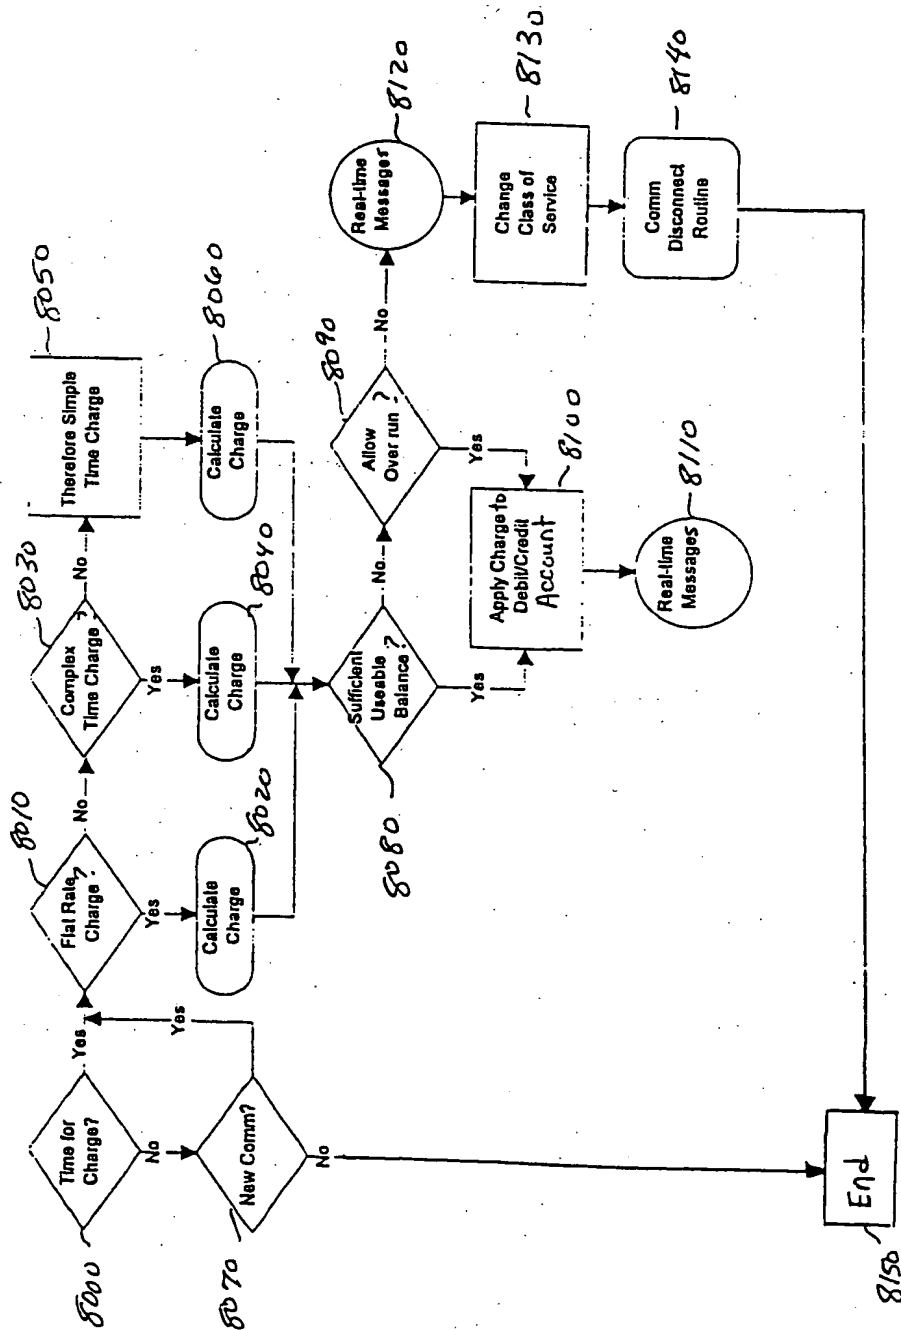 Time for
Charge?
8000
Yes
No
New Comm?
8070
Yes
No
Flat Rate
Charge?
8010
Yes
No
Calculate
Charge
8020
Complex
Time Charge?
8030
Yes
No
Calculate
Charge
8040
Therefore Simple
Time Charge
8050
Calculate
Charge
8060
Sufficient
Useable
Balance?
8080
Yes
No
Allow
Over run?
8090
Yes
No
Apply Charge to
Debit/Credit
Account
8100
Real-time
Messages
8110
Real-time
Messages
8120
Change
Class of
Service
8130
Comm
Disconnect
Routine
8140
End
8150